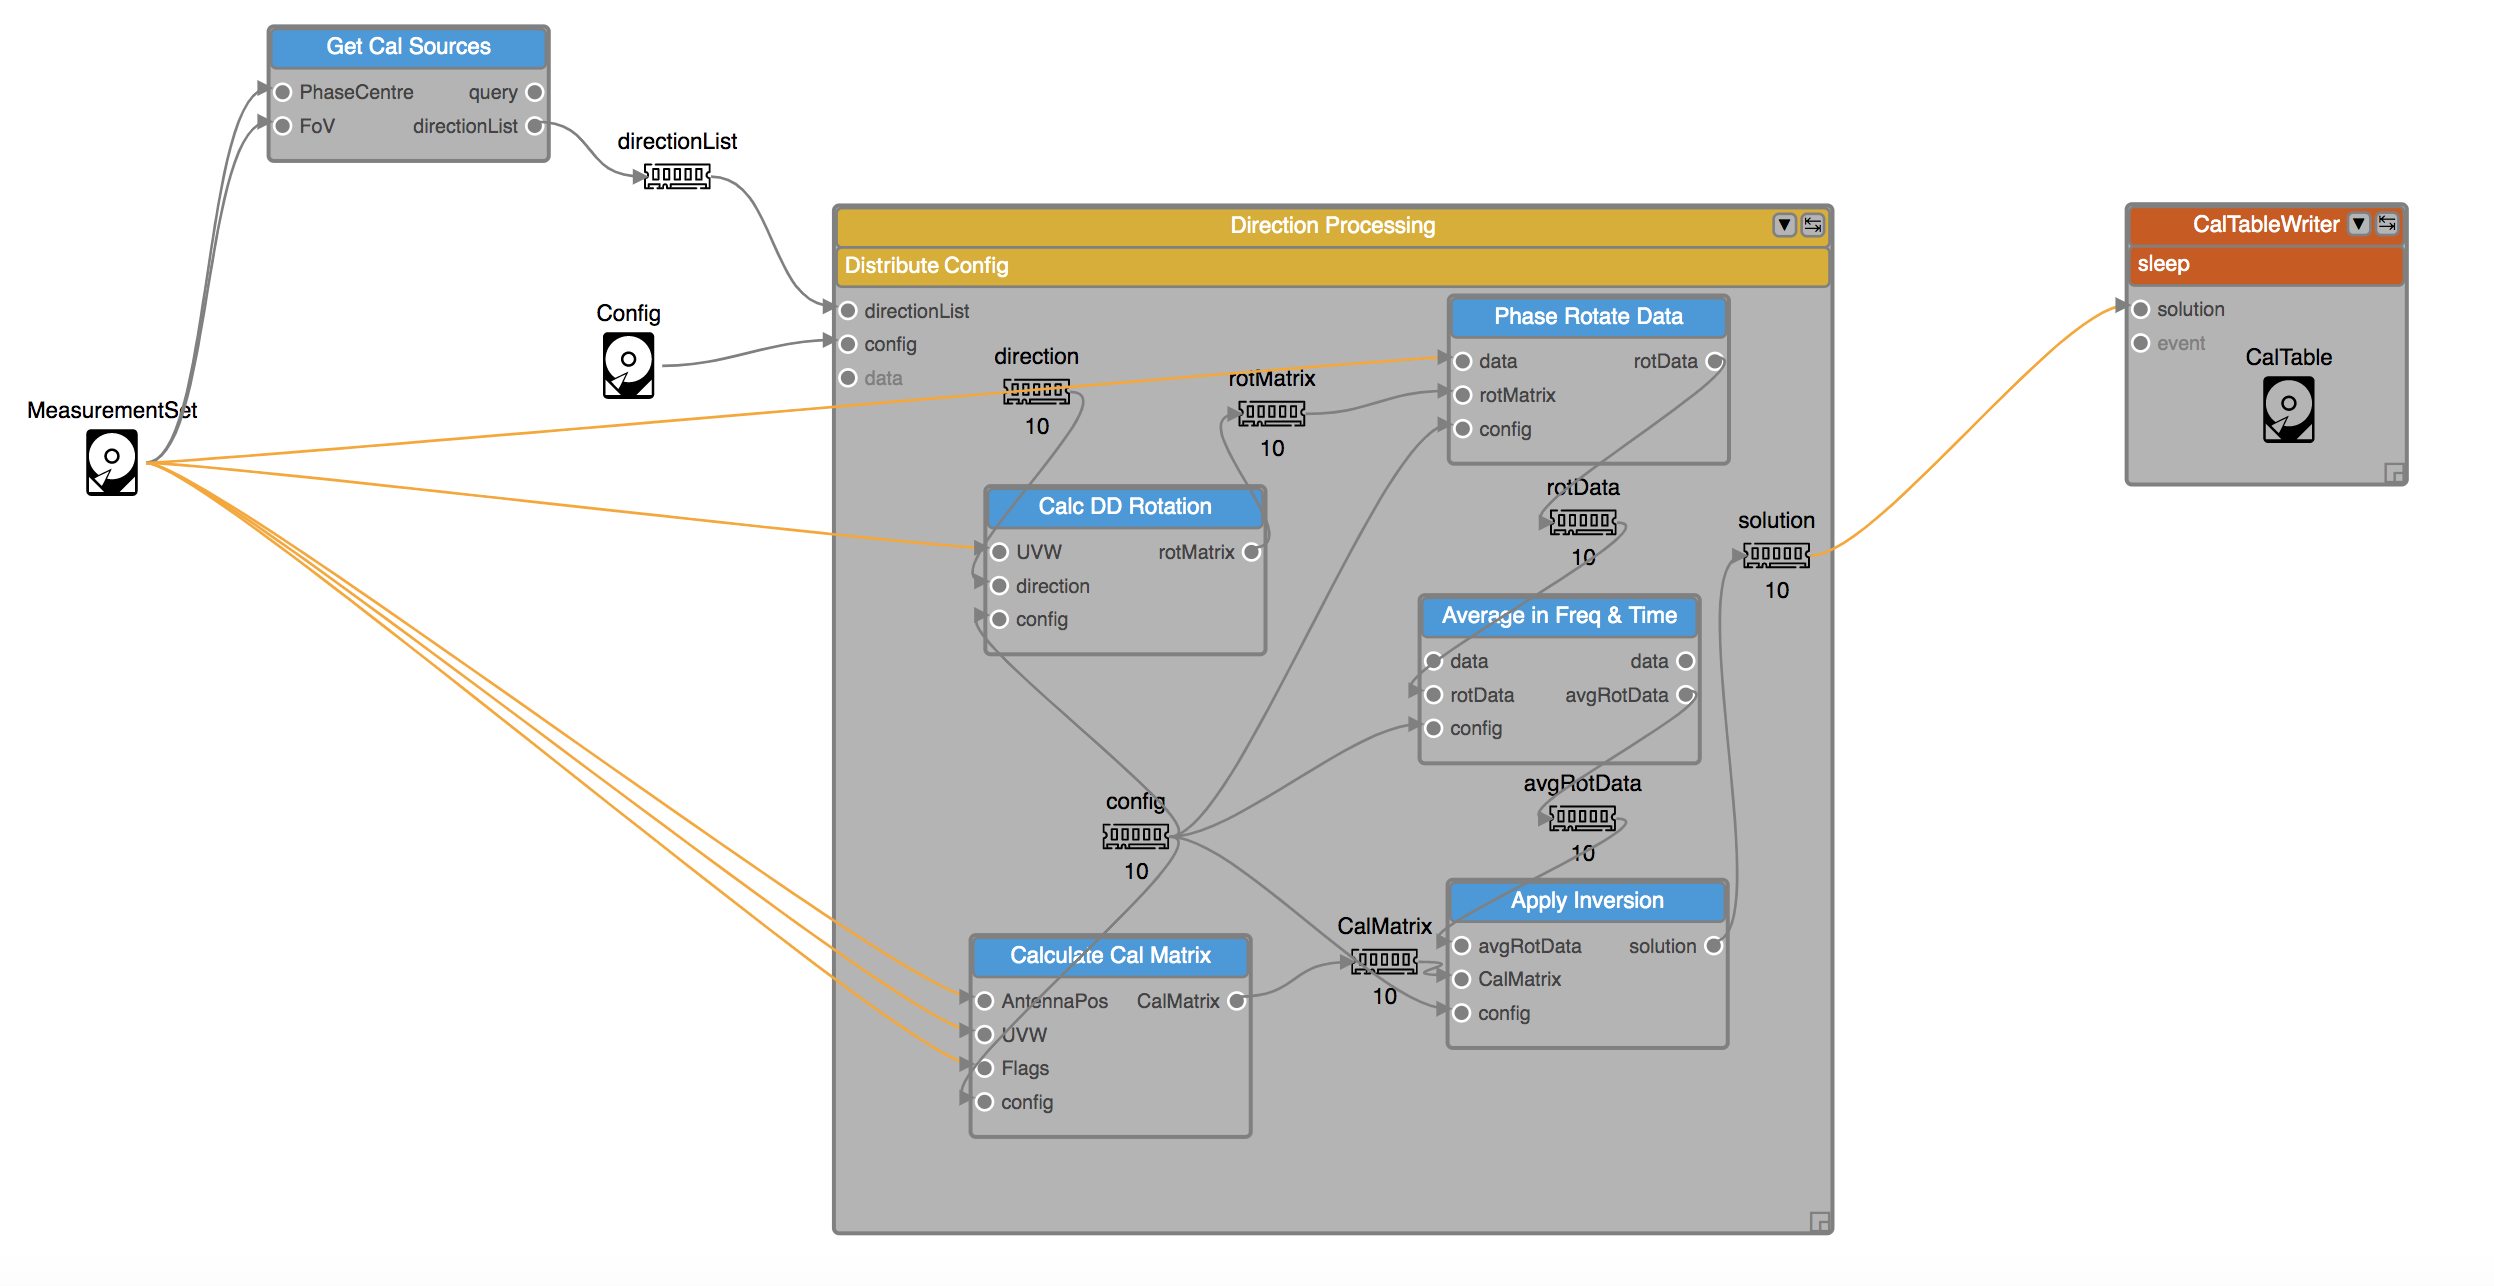 Get Cal Sources
PhaseCentre query
FoV directionList
directionList
Config
MeasurementSet
Direction Processing
Distribute Config
directionList
config
data
direction
10
rotMatrix
10
Phase Rotate Data
data rotData
rotMatrix
config
Calc DD Rotation
UVW rotMatrix
direction
config
rotData
10
solution
10
Average in Freq & Time
data data
rotData avgRotData
config
config
10
avgRotData
10
Calculate Cal Matrix
AntennaPos CalMatrix
UVW
Flags
config
CalMatrix
10
Apply Inversion
avgRotData solution
CalMatrix
config
CalTableWriter
sleep
solution
event
CalTable